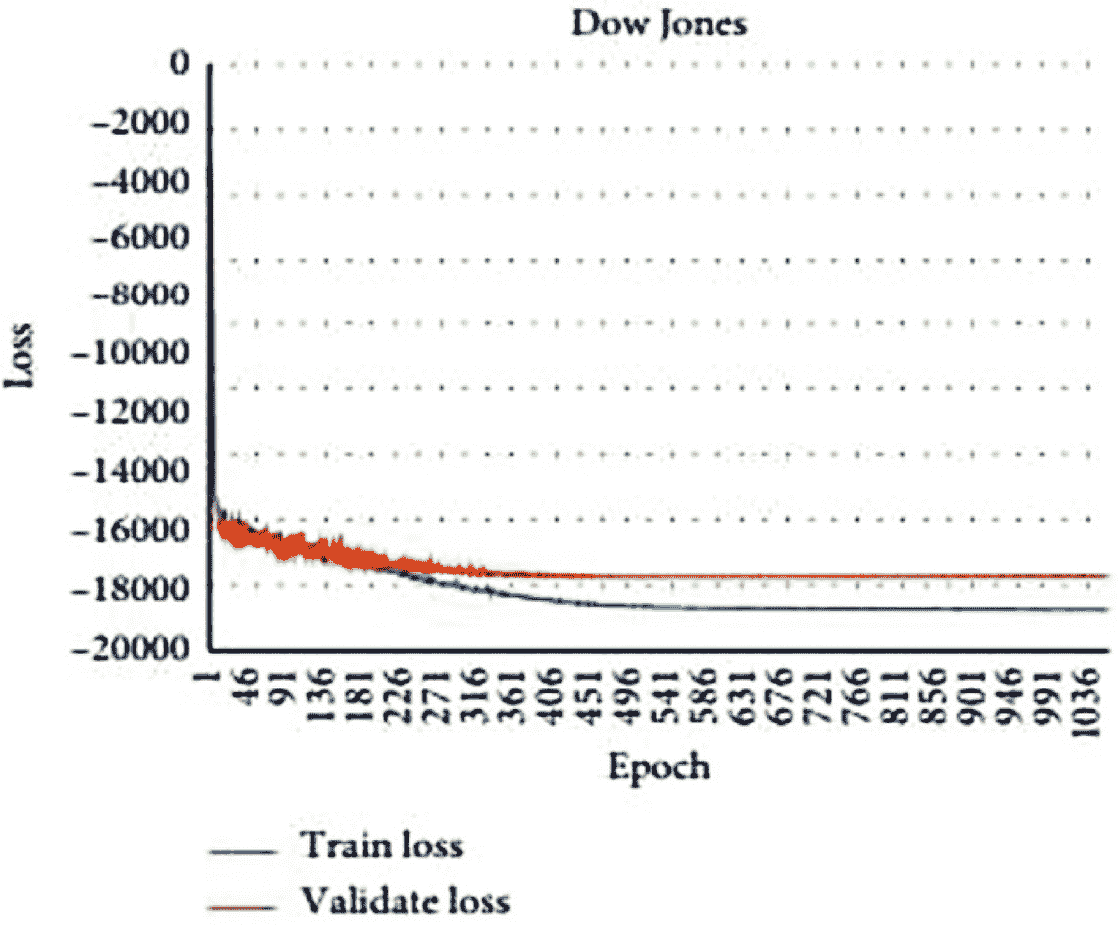 Dow Jones
0
−2000
−4000
−6000
−8000
−10000
−12000
−14000
−16000
−18000
−20000
Loss
1 46 91 136 181 226 271 316 361 406 451 496 541 586 631 676 721 766 811 856 901 946 991 1036
Epoch
Train loss
Validate loss